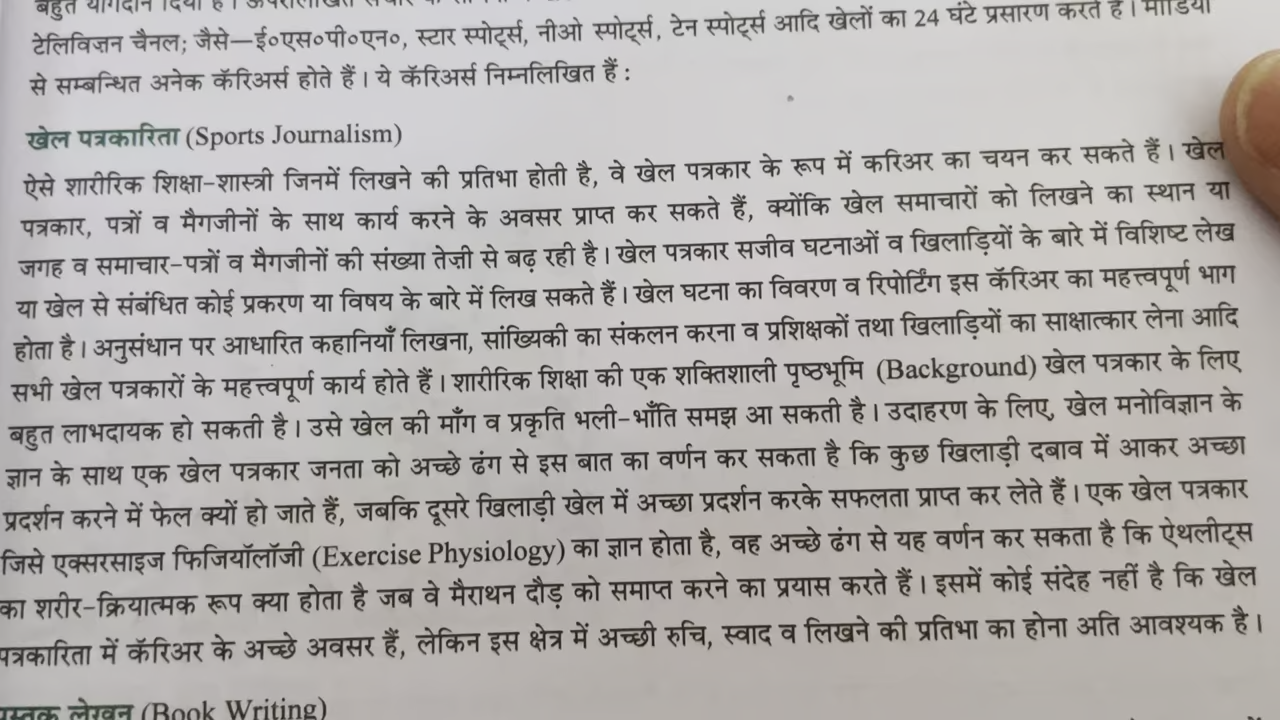 बहुत योगदान दिया है।
टेलिविज़न चैनल; जैसे—ई०एस०पी०एन०, स्टार स्पोर्ट्स, नीओ स्पोर्ट्स, टेन स्पोर्ट्स आदि खेलों का 24 घंटे प्रसारण करते हैं। मीडिया
से सम्बन्धित अनेक कॅरिअर्स होते हैं। ये कॅरिअर्स निम्नलिखित हैं :
खेल पत्रकारिता (Sports Journalism)
ऐसे शारीरिक शिक्षा-शास्त्री जिनमें लिखने की प्रतिभा होती है, वे खेल पत्रकार के रूप में करिअर का चयन कर सकते हैं। खेल
पत्रकार, पत्रों व मैगजीनों के साथ कार्य करने के अवसर प्राप्त कर सकते हैं, क्योंकि खेल समाचारों को लिखने का स्थान या
जगह व समाचार-पत्रों व मैगजीनों की संख्या तेज़ी से बढ़ रही है। खेल पत्रकार सजीव घटनाओं व खिलाड़ियों के बारे में विशिष्ट लेख
या खेल से संबंधित कोई प्रकरण या विषय के बारे में लिख सकते हैं। खेल घटना का विवरण व रिपोर्टिंग इस कॅरिअर का महत्त्वपूर्ण भाग
होता है। अनुसंधान पर आधारित कहानियाँ लिखना, सांख्यिकी का संकलन करना व प्रशिक्षकों तथा खिलाड़ियों का साक्षात्कार लेना आदि
सभी खेल पत्रकारों के महत्त्वपूर्ण कार्य होते हैं। शारीरिक शिक्षा की एक शक्तिशाली पृष्ठभूमि (Background) खेल पत्रकार के लिए
बहुत लाभदायक हो सकती है। उसे खेल की माँग व प्रकृति भली-भाँति समझ आ सकती है। उदाहरण के लिए, खेल मनोविज्ञान के
ज्ञान के साथ एक खेल पत्रकार जनता को अच्छे ढंग से इस बात का वर्णन कर सकता है कि कुछ खिलाड़ी दबाव में आकर अच्छा
प्रदर्शन करने में फेल क्यों हो जाते हैं, जबकि दूसरे खिलाड़ी खेल में अच्छा प्रदर्शन करके सफलता प्राप्त कर लेते हैं। एक खेल पत्रकार
जिसे एक्सरसाइज फिजियॉलॉजी (Exercise Physiology) का ज्ञान होता है, वह अच्छे ढंग से यह वर्णन कर सकता है कि ऐथलीट्स
का शरीर-क्रियात्मक रूप क्या होता है जब वे मैराथन दौड़ को समाप्त करने का प्रयास करते हैं। इसमें कोई संदेह नहीं है कि खेल
पत्रकारिता में कॅरिअर के अच्छे अवसर हैं, लेकिन इस क्षेत्र में अच्छी रुचि, स्वाद व लिखने की प्रतिभा का होना अति आवश्यक है।
पुस्तक लेखन (Book Writing)